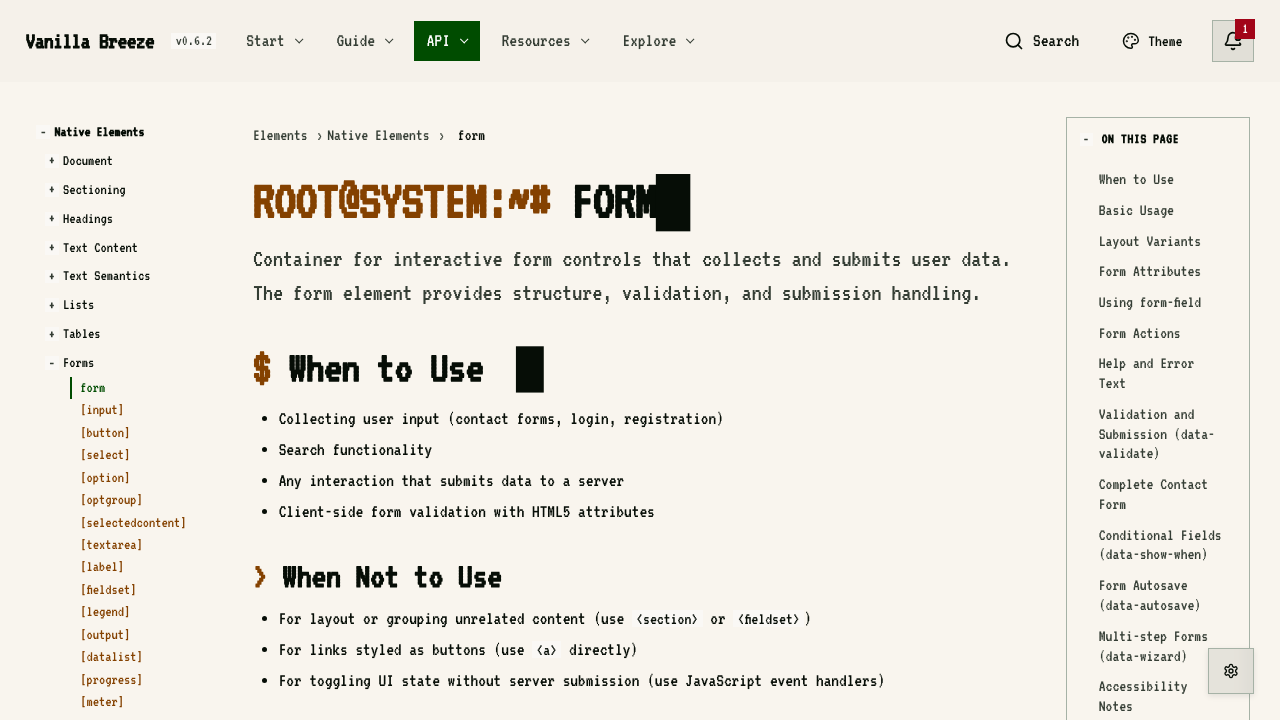 Vanilla Breeze v0.6.2 Start Guide API Resources Explore Search Theme 1
- Native Elements
+ Document
+ Sectioning
+ Headings
+ Text Content
+ Text Semantics
+ Lists
+ Tables
- Forms
form
[input]
[button]
[select]
[option]
[optgroup]
[selectedcontent]
[textarea]
[label]
[fieldset]
[legend]
[output]
[datalist]
[progress]
[meter]
Elements › Native Elements › form
ROOT@SYSTEM:~# FORM
Container for interactive form controls that collects and submits user data.
The form element provides structure, validation, and submission handling.
$ When to Use
• Collecting user input (contact forms, login, registration)
• Search functionality
• Any interaction that submits data to a server
• Client-side form validation with HTML5 attributes
› When Not to Use
• For layout or grouping unrelated content (use <section> or <fieldset>)
• For links styled as buttons (use <a> directly)
• For toggling UI state without server submission (use JavaScript event handlers)
- ON THIS PAGE
When to Use
Basic Usage
Layout Variants
Form Attributes
Using form-field
Form Actions
Help and Error
Text
Validation and
Submission (data-
validate)
Complete Contact
Form
Conditional Fields
(data-show-when)
Form Autosave
(data-autosave)
Multi-step Forms
(data-wizard)
Accessibility
Notes